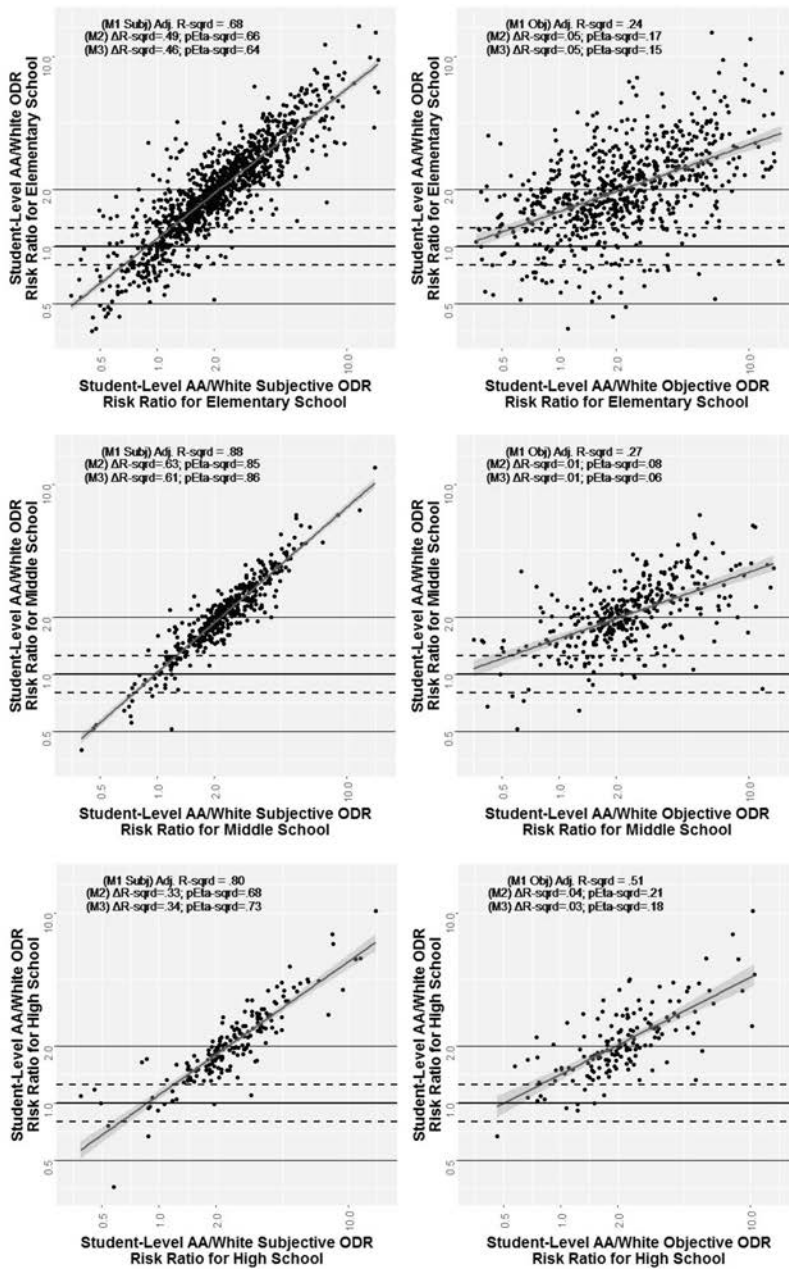 (M1 Subj) Adj. R-sqrd = .68
(M2) ΔR-sqrd=.49; pEta-sqrd=.66
(M3) ΔR-sqrd=.46; pEta-sqrd=.64
Student-Level AA/White ODR
Risk Ratio for Elementary School
10.0
2.0
1.0
0.5
0.5
1.0
2.0
10.0
Student-Level AA/White Subjective ODR
Risk Ratio for Elementary School
(M1 Obj) Adj. R-sqrd = .24
(M2) ΔR-sqrd=.05; pEta-sqrd=.17
(M3) ΔR-sqrd=.05; pEta-sqrd=.15
Student-Level AA/White ODR
Risk Ratio for Elementary School
10.0
2.0
1.0
0.5
0.5
1.0
2.0
10.0
Student-Level AA/White Objective ODR
Risk Ratio for Elementary School
(M1 Subj) Adj. R-sqrd = .88
(M2) ΔR-sqrd=.63; pEta-sqrd=.85
(M3) ΔR-sqrd=.61; pEta-sqrd=.86
Student-Level AA/White ODR
Risk Ratio for Middle School
10.0
2.0
1.0
0.5
0.5
1.0
2.0
10.0
Student-Level AA/White Subjective ODR
Risk Ratio for Middle School
(M1 Obj) Adj. R-sqrd = .27
(M2) ΔR-sqrd=.01; pEta-sqrd=.08
(M3) ΔR-sqrd=.01; pEta-sqrd=.06
Student-Level AA/White ODR
Risk Ratio for Middle School
10.0
2.0
1.0
0.5
0.5
1.0
2.0
10.0
Student-Level AA/White Objective ODR
Risk Ratio for Middle School
(M1 Subj) Adj. R-sqrd = .80
(M2) ΔR-sqrd=.33; pEta-sqrd=.68
(M3) ΔR-sqrd=.34; pEta-sqrd=.73
Student-Level AA/White ODR
Risk Ratio for High School
10.0
2.0
1.0
0.5
0.5
1.0
2.0
10.0
Student-Level AA/White Subjective ODR
Risk Ratio for High School
(M1 Obj) Adj. R-sqrd = .51
(M2) ΔR-sqrd=.04; pEta-sqrd=.21
(M3) ΔR-sqrd=.03; pEta-sqrd=.18
Student-Level AA/White ODR
Risk Ratio for High School
10.0
2.0
1.0
0.5
0.5
1.0
2.0
10.0
Student-Level AA/White Objective ODR
Risk Ratio for High School